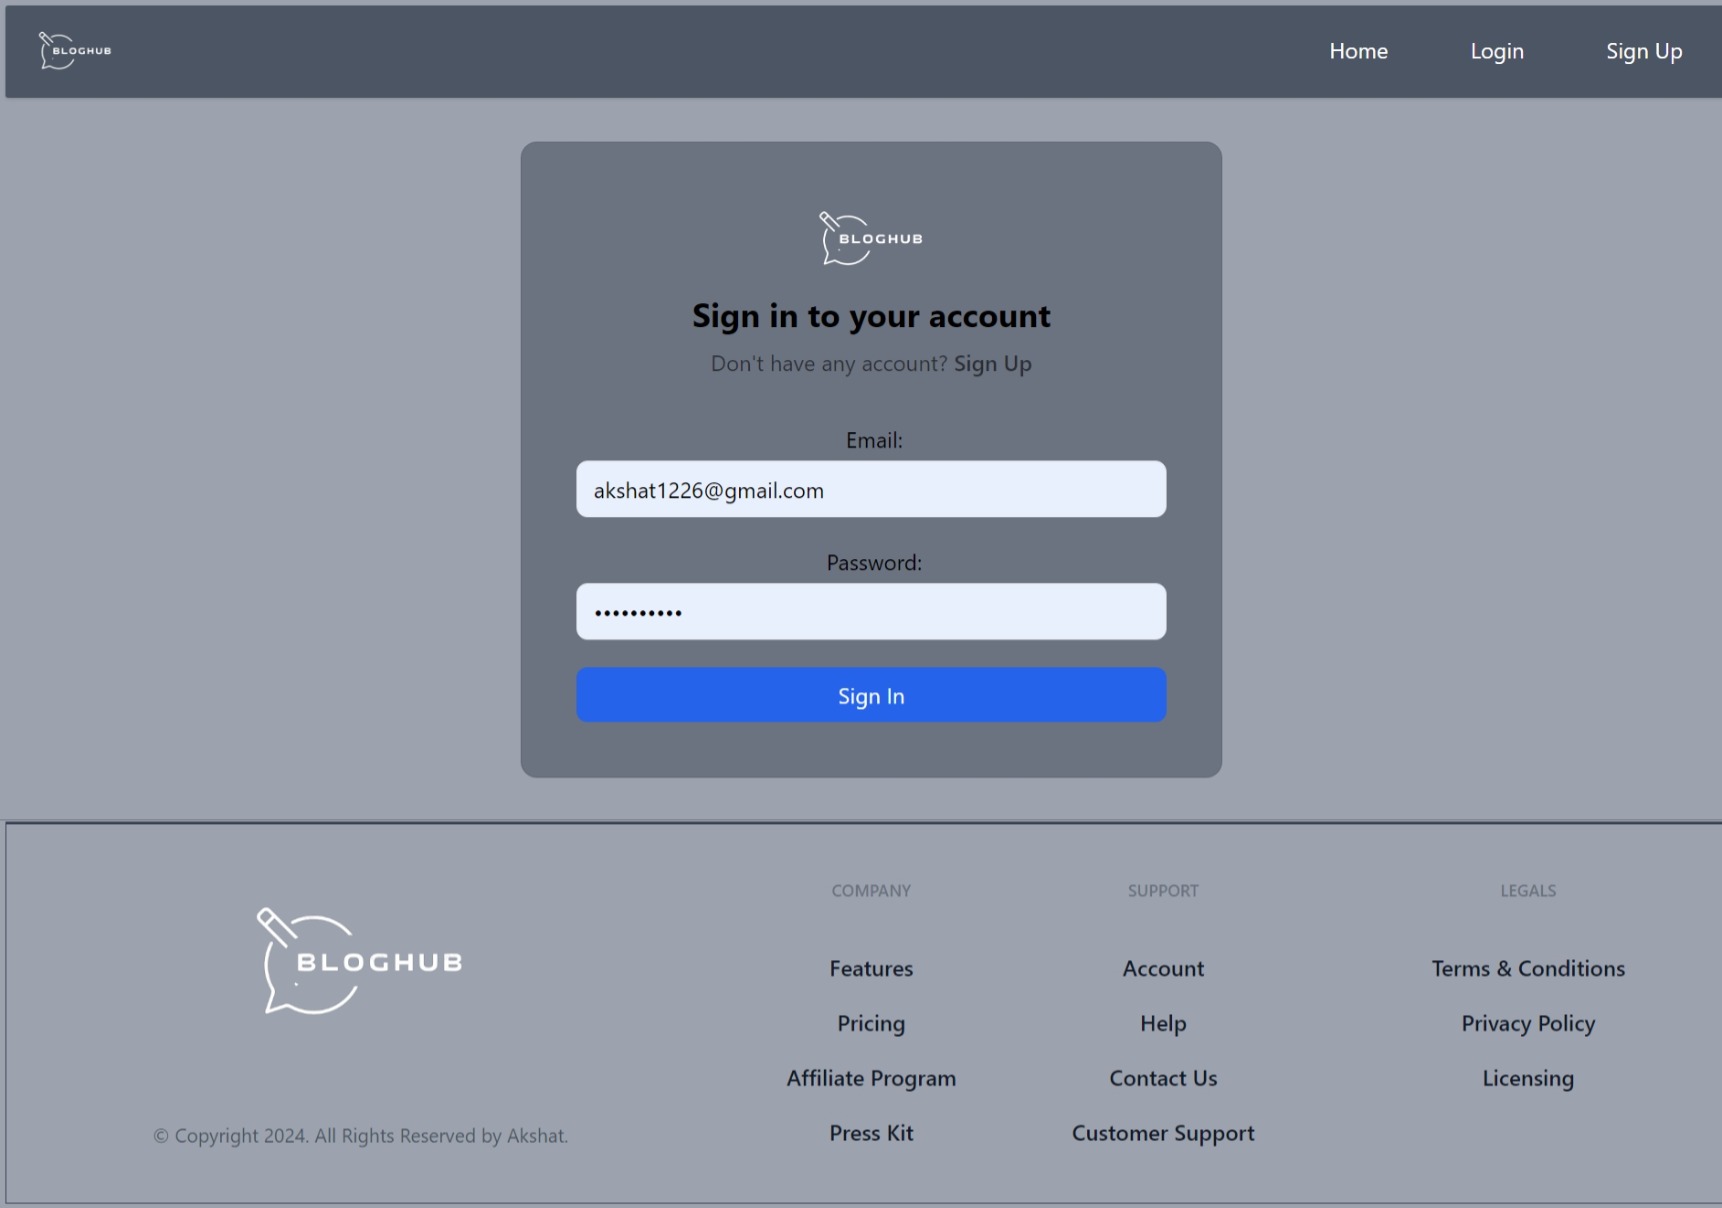 BLOGHUB
Home Login Sign Up
BLOGHUB
Sign in to your account
Don't have any account? Sign Up
Email:
akshat1226@gmail.com
Password:
••••••••••
Sign In
BLOGHUB
© Copyright 2024. All Rights Reserved by Akshat.
COMPANY
Features
Pricing
Affiliate Program
Press Kit
SUPPORT
Account
Help
Contact Us
Customer Support
LEGALS
Terms & Conditions
Privacy Policy
Licensing